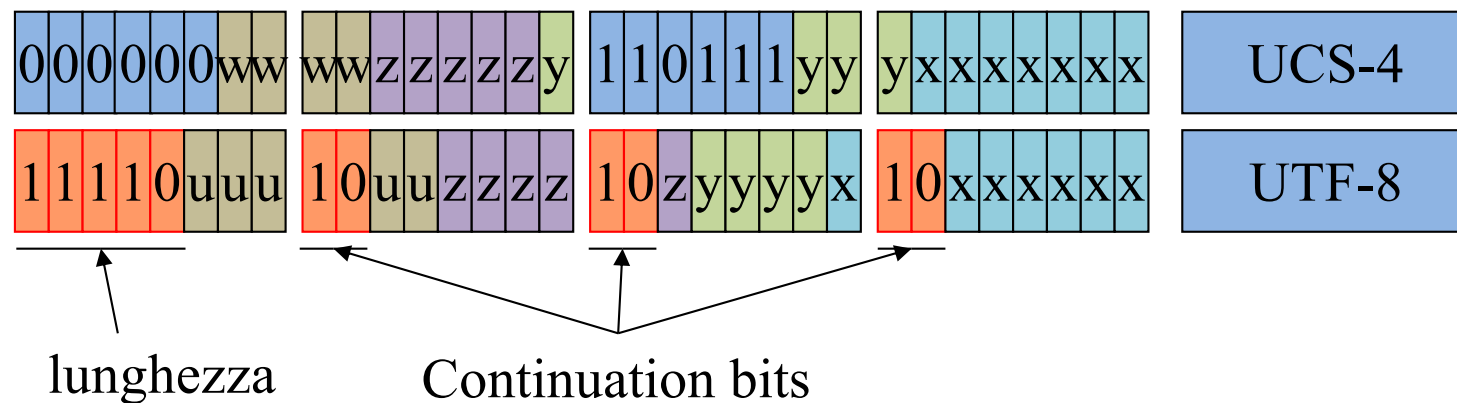 000000ww wwzzzzzy 110111yy yxxxxxxx UCS-4
11110uuu 10uuzzzz 10zyyyyx 10xxxxxx UTF-8
lunghezza Continuation bits